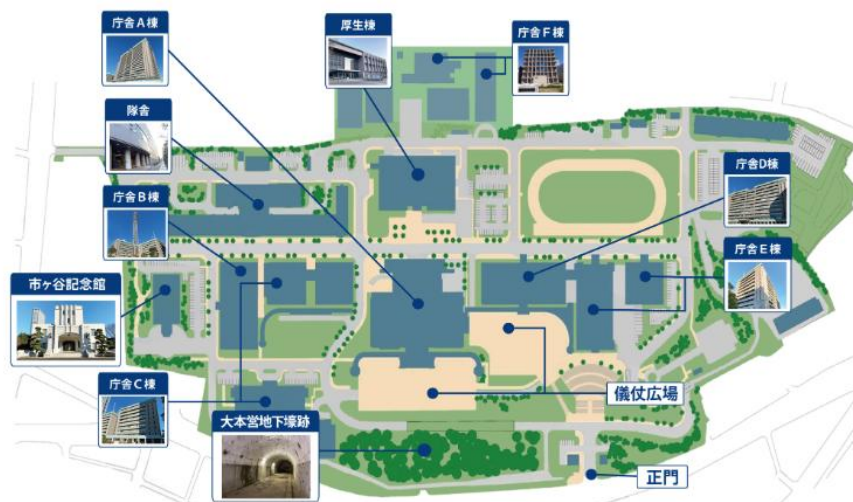 庁舎A棟
厚生棟
庁舎F棟
隊舎
庁舎B棟
庁舎D棟
庁舎E棟
市ヶ谷記念館
庁舎C棟
大本営地下壕跡
儀仗広場
正門